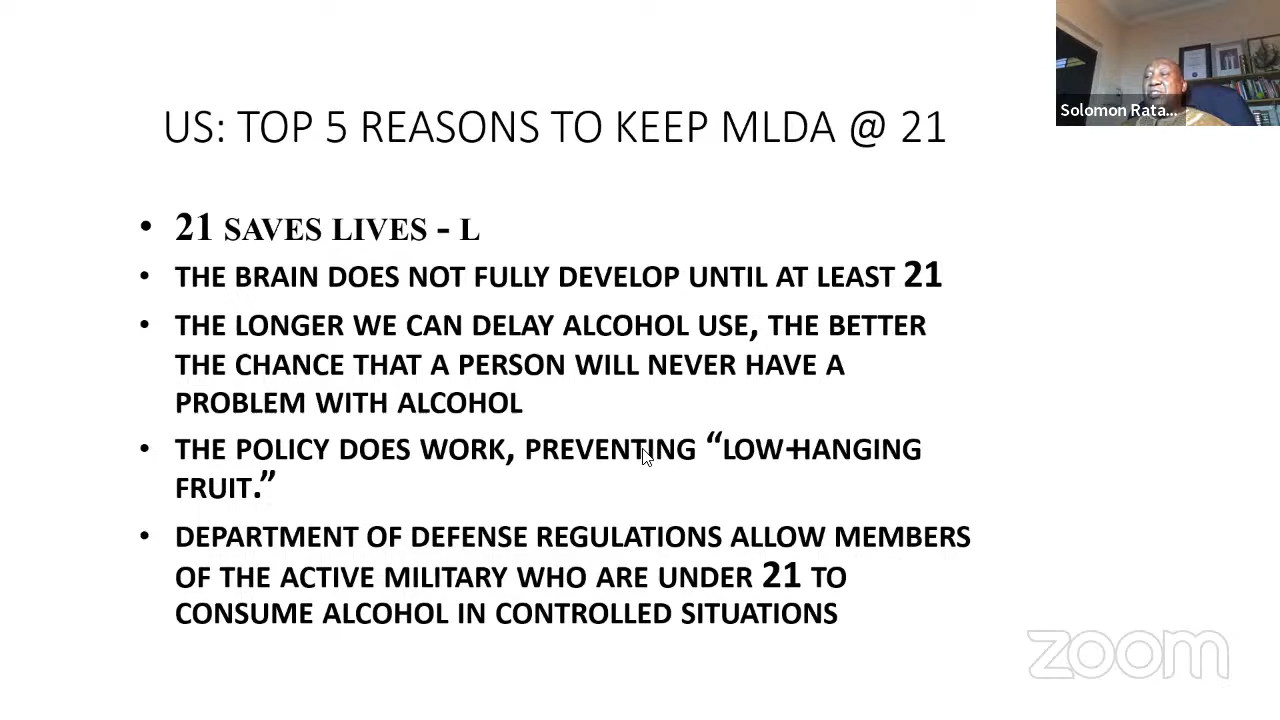 Solomon Rata...
US: TOP 5 REASONS TO KEEP MLDA @ 21
• 21 SAVES LIVES - L
• THE BRAIN DOES NOT FULLY DEVELOP UNTIL AT LEAST 21
• THE LONGER WE CAN DELAY ALCOHOL USE, THE BETTER
THE CHANCE THAT A PERSON WILL NEVER HAVE A
PROBLEM WITH ALCOHOL
• THE POLICY DOES WORK, PREVENTING “LOW-HANGING
FRUIT.”
• DEPARTMENT OF DEFENSE REGULATIONS ALLOW MEMBERS
OF THE ACTIVE MILITARY WHO ARE UNDER 21 TO
CONSUME ALCOHOL IN CONTROLLED SITUATIONS
zoom